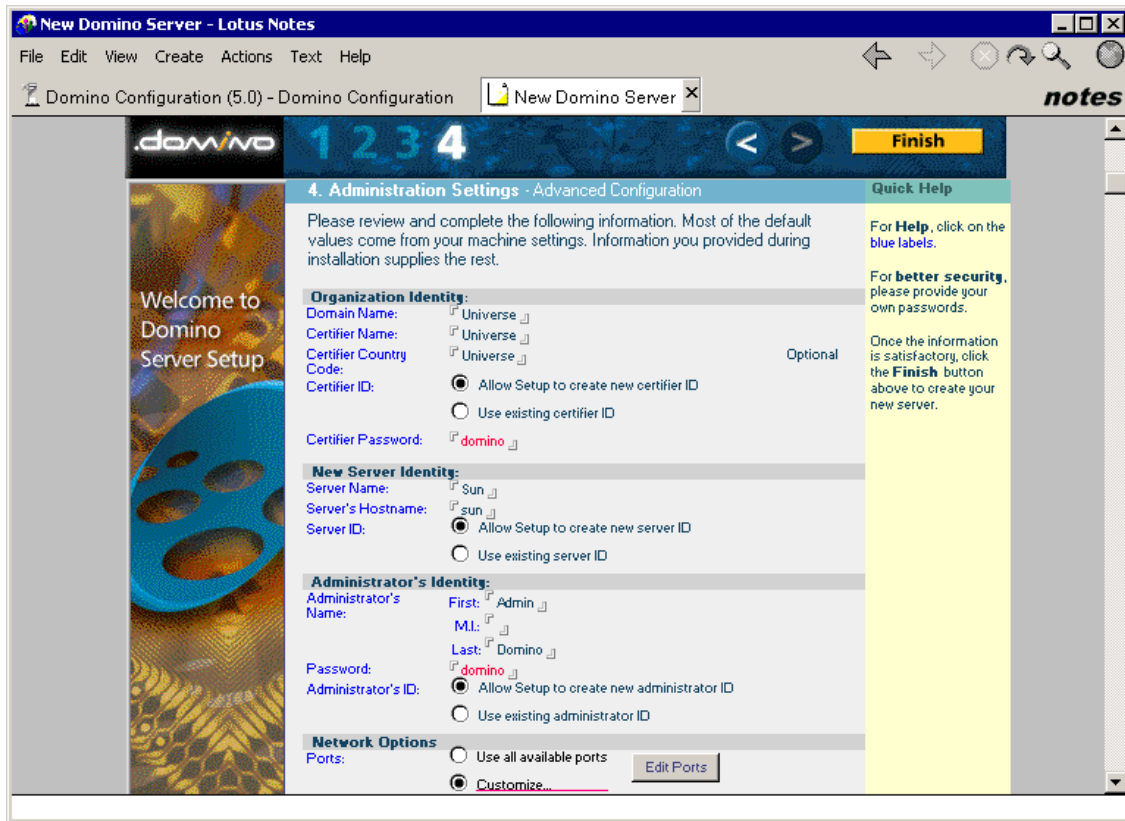 New Domino Server - Lotus Notes
File Edit View Create Actions Text Help
Domino Configuration (5.0) - Domino Configuration
New Domino Server
notes
.domino 1 2 3 4 < > Finish
Welcome to
Domino
Server Setup
4. Administration Settings - Advanced Configuration
Please review and complete the following information. Most of the default
values come from your machine settings. Information you provided during
installation supplies the rest.
Organization Identity:
Domain Name: Universe
Certifier Name: Universe
Certifier Country Universe Optional
Code:
Certifier ID: Allow Setup to create new certifier ID
Use existing certifier ID
Certifier Password: domino
New Server Identity:
Server Name: Sun
Server's Hostname: sun
Server ID: Allow Setup to create new server ID
Use existing server ID
Administrator's Identity:
Administrator's First: Admin
Name:
M.I.:
Last: Domino
Password: domino
Administrator's ID: Allow Setup to create new administrator ID
Use existing administrator ID
Network Options
Ports: Use all available ports
Edit Ports
Customize...
Quick Help
For Help, click on the
blue labels.
For better security,
please provide your
own passwords.
Once the information
is satisfactory, click
the Finish button
above to create your
new server.